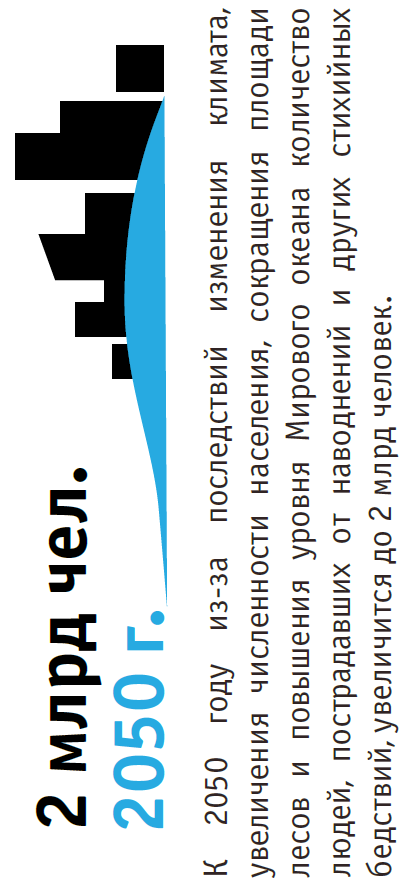 2 млрд чел.
2050 г.
К 2050 году из-за последствий изменения климата,
увеличения численности населения, сокращения площади
лесов и повышения уровня Мирового океана количество
людей, пострадавших от наводнений и других стихийных
бедствий, увеличится до 2 млрд человек.